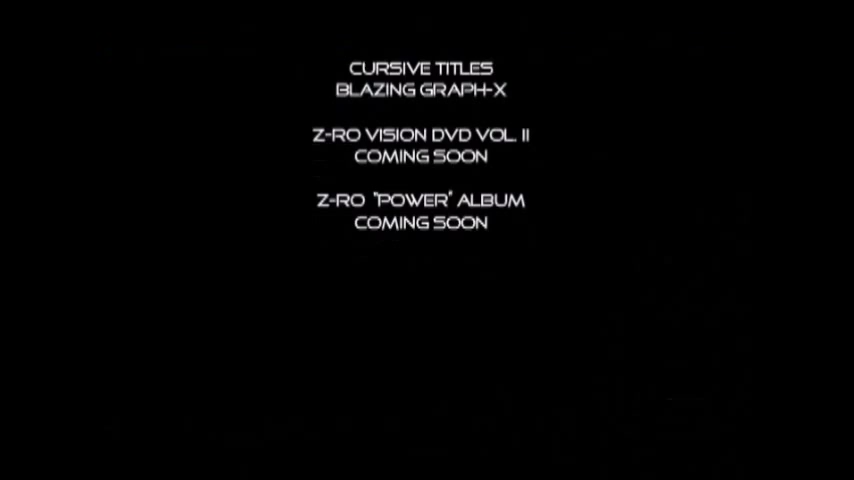 CURSIVE TITLES
BLAZING GRAPH-X
Z-RO VISION DVD VOL. II
COMING SOON
Z-RO "POWER" ALBUM
COMING SOON